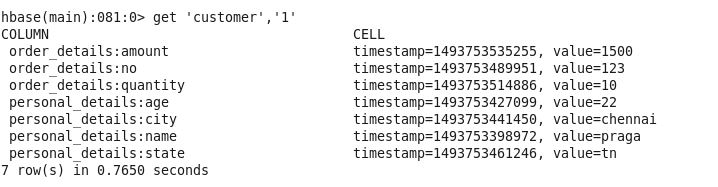 hbase(main):081:0> get 'customer','1'
COLUMN CELL
order_details:amount timestamp=1493753535255, value=1500
order_details:no timestamp=1493753489951, value=123
order_details:quantity timestamp=1493753514886, value=10
personal_details:age timestamp=1493753427099, value=22
personal_details:city timestamp=1493753441450, value=chennai
personal_details:name timestamp=1493753398972, value=praga
personal_details:state timestamp=1493753461246, value=tn
7 row(s) in 0.7650 seconds